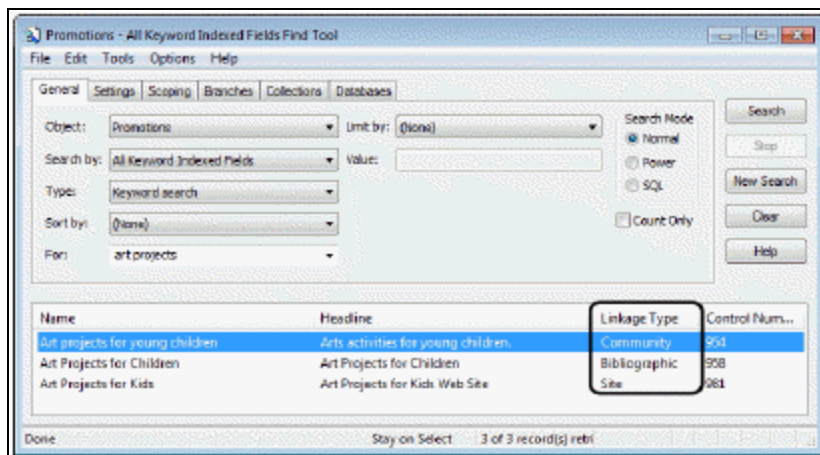 Promotions - All Keyword Indexed Fields Find Tool
File Edit Tools Options Help
General Settings Scoping Branches Collections Databases
Object: Promotions Limit by: (None) Search Mode Search
Normal Stop
Search by: All Keyword Indexed Fields Value: Power
Type: Keyword search SQL New Search
Sort by: (None) Count Only Clear
For: art projects Help
Name Headline Linkage Type Control Num...
Art projects for young children Arts activities for young children. Community 954
Art Projects for Children Art Projects for Children Bibliographic 958
Art Projects for Kids Art Projects for Kids Web Site Site 981
Done Stay on Select 3 of 3 record(s) retri